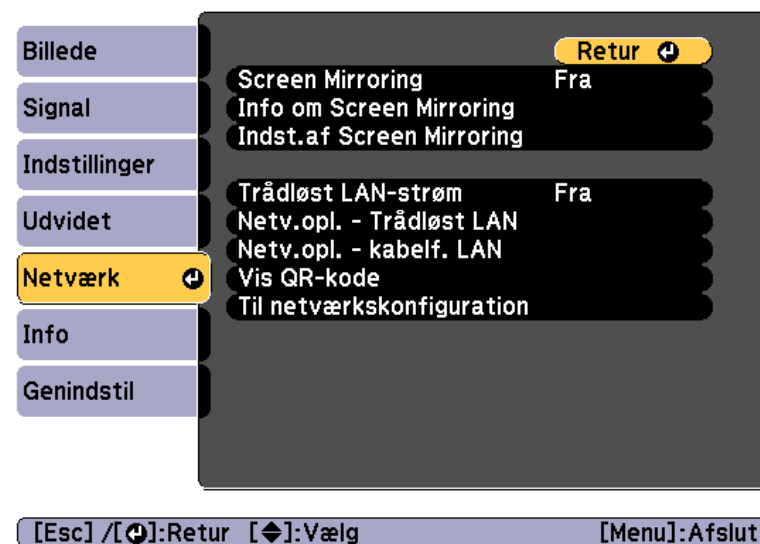 Billede
Signal
Indstillinger
Udvidet
Netværk
Info
Genindstil
Retur
Screen Mirroring Fra
Info om Screen Mirroring
Indst.af Screen Mirroring
Trådløst LAN-strøm Fra
Netv.opl. - Trådløst LAN
Netv.opl. - kabelf. LAN
Vis QR-kode
Til netværkskonfiguration
[Esc] /[⏎]:Retur [◆]:Vælg [Menu]:Afslut